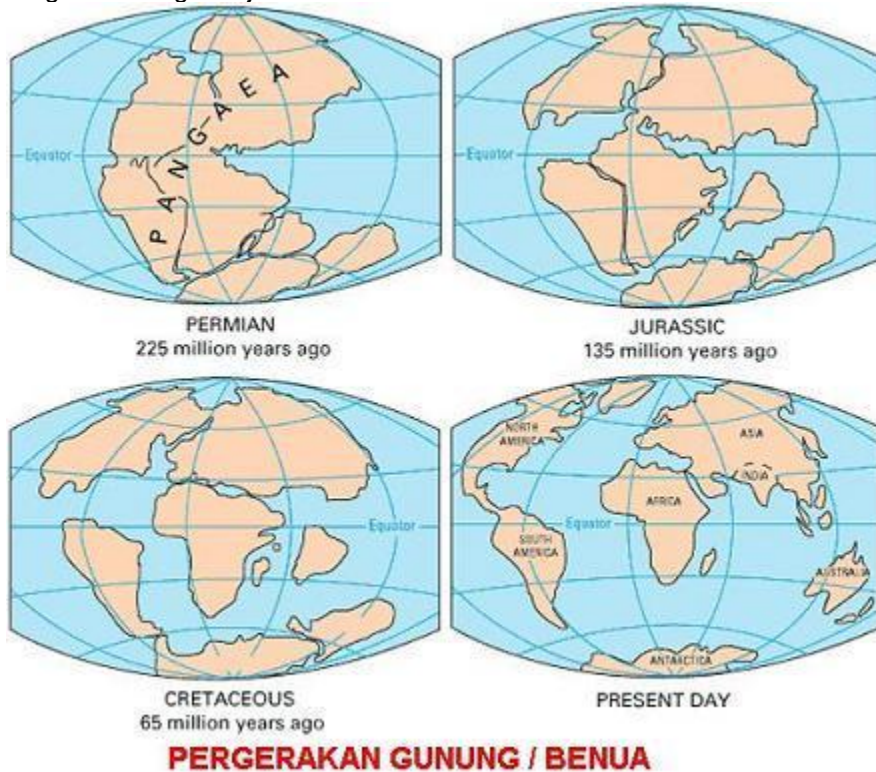 PANGAEA
Equator
PERMIAN
225 million years ago
Equator
JURASSIC
135 million years ago
Equator
CRETACEOUS
65 million years ago
NORTH
AMERICA
ASIA
INDIA
AFRICA
Equator
SOUTH
AMERICA
AUSTRALIA
ANTARCTICA
PRESENT DAY
PERGERAKAN GUNUNG / BENUA